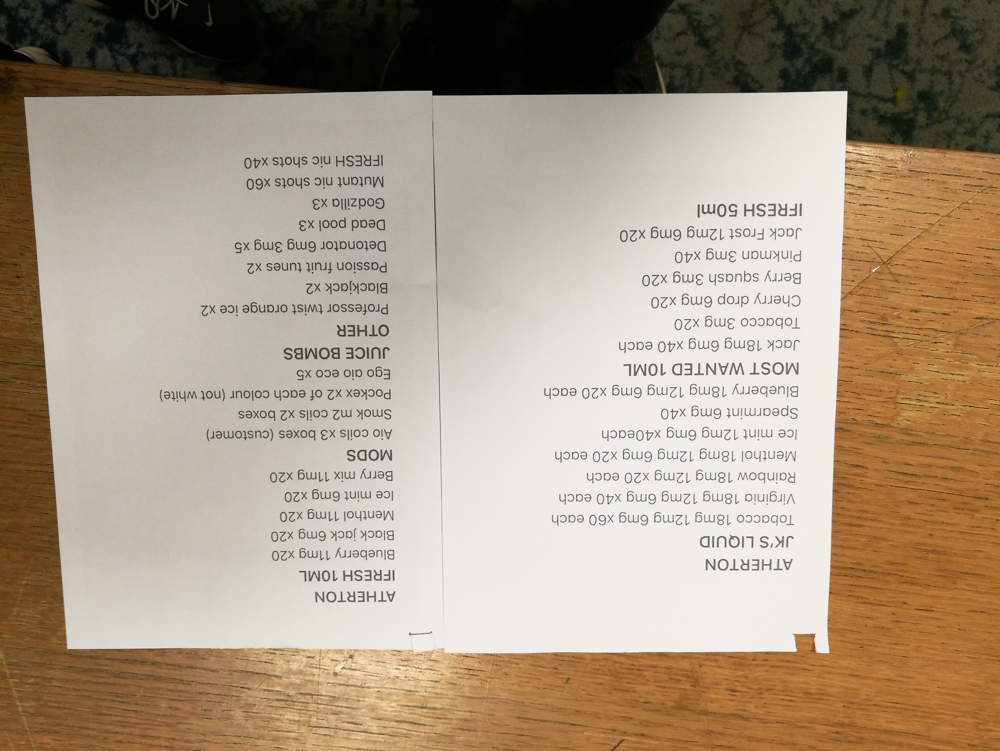 ATHERTON
JK'S LIQUID
Tobacco 18mg 12mg 6mg x60 each
Virginia 18mg 12mg 6mg x40 each
Rainbow 18mg 12mg x20 each
Menthol 18mg 12mg 6mg x20 each
Ice mint 12mg 6mg x40each
Spearmint 6mg x40
Blueberry 18mg 12mg 6mg x20 each
MOST WANTED 10ML
Jack 18mg 6mg x40 each
Tobacco 3mg x20
Cherry drop 6mg x20
Berry squash 3mg x20
Pinkman 3mg x40
Jack Frost 12mg 6mg x20
IFRESH 50ml
ATHERTON
IFRESH 10ML
Blueberry 11mg x20
Black jack 6mg x20
Menthol 11mg x20
Ice mint 6mg x20
Berry mix 11mg x20
MODS
Aio coils x3 boxes (customer)
Smok m2 coils x2 boxes
Pockex x2 of each colour (not white)
Ego aio eco x5
JUICE BOMBS
OTHER
Professor twist orange ice x2
Blackjack x2
Passion fruit tunes x2
Detonator 6mg 3mg x5
Dead pool x3
Godzilla x3
Mutant nic shots x60
IFRESH nic shots x40